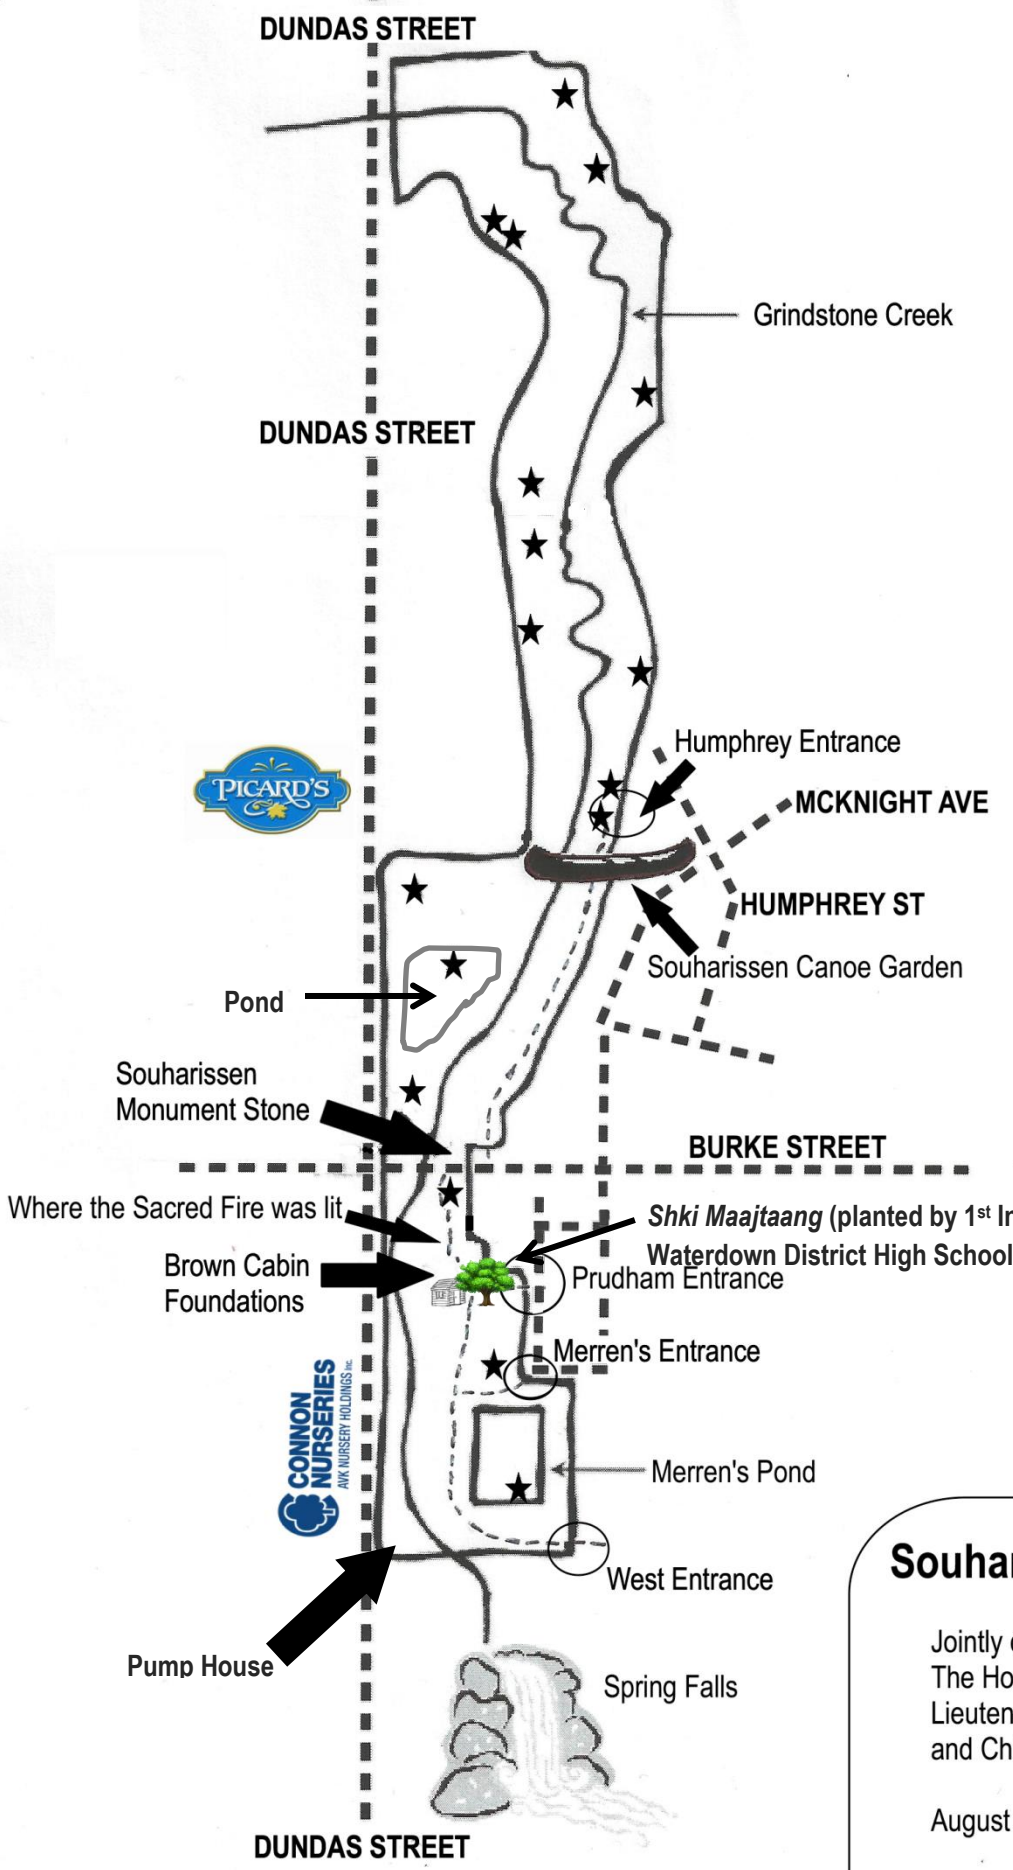 DUNDAS STREET
Grindstone Creek
DUNDAS STREET
Humphrey Entrance
PICARD'S
MCKNIGHT AVE
HUMPHREY ST
Souharissen Canoe Garden
Pond
Souharissen
Monument Stone
BURKE STREET
Where the Sacred Fire was lit
Shki Maajtaang (planted by 1st In
Waterdown District High School
Brown Cabin
Foundations
Prudham Entrance
Merren's Entrance
CONNON
NURSERIES
AVK NURSERY HOLDINGS Inc.
Merren's Pond
West Entrance
Pump House
Spring Falls
DUNDAS STREET
Souhar
Jointly
The Ho
Lieuten
and Ch
August